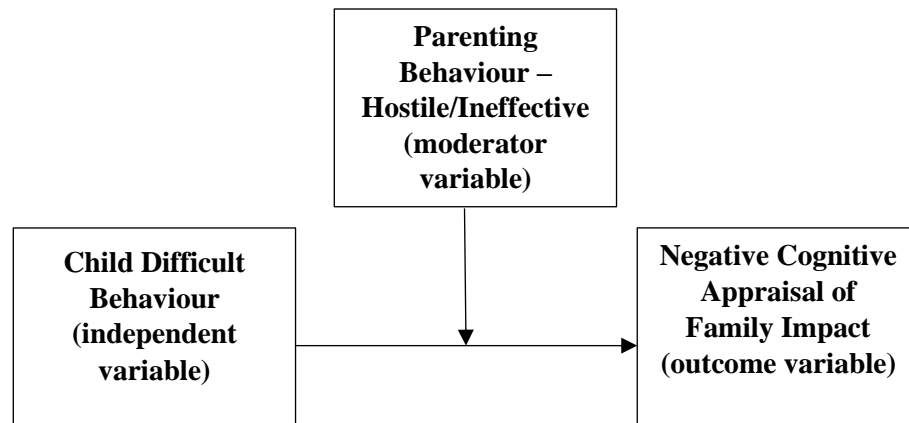 Parenting
Behaviour –
Hostile/Ineffective
(moderator
variable)
Child Difficult
Behaviour
(independent
variable)
Negative Cognitive
Appraisal of
Family Impact
(outcome variable)